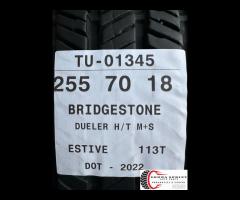 TU-01345
255 70 18
BRIDGESTONE
DUELER H/T M+S
ESTIVE 113T
DOT - 2022